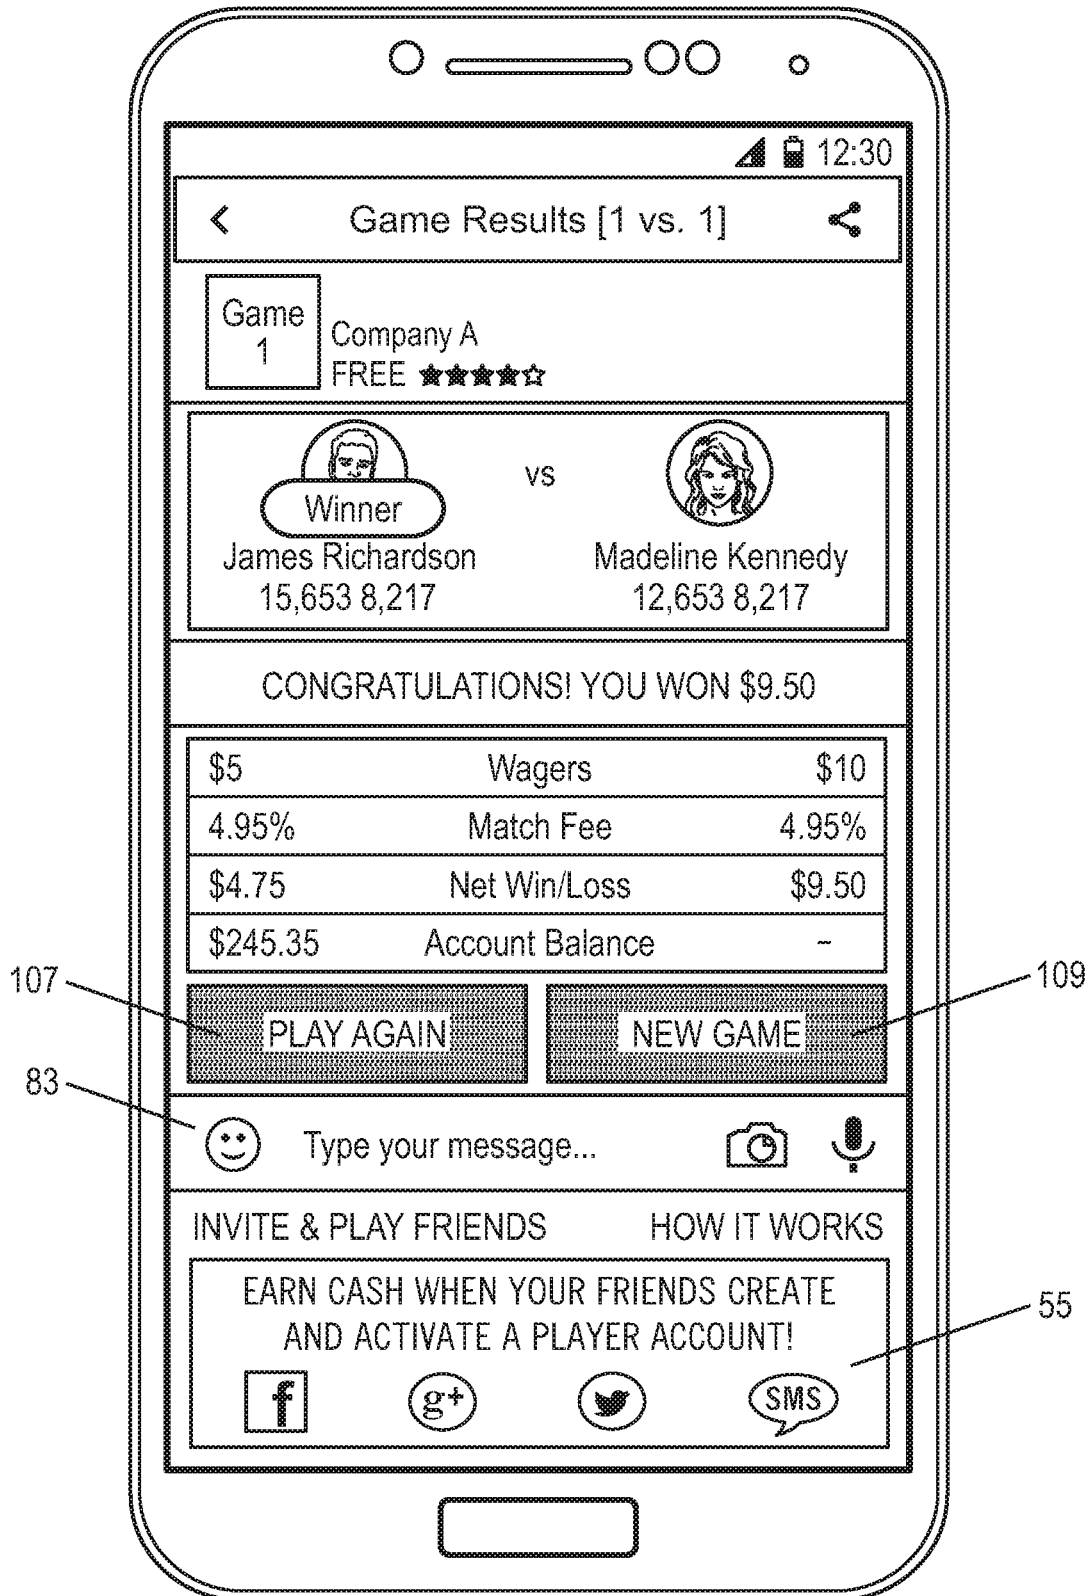 12:30
Game Results [1 vs. 1]
Game
1
Company A
FREE
vs
Winner
James Richardson
Madeline Kennedy
15,653 8,217
12,653 8,217
CONGRATULATIONS! YOU WON $9.50
$5 Wagers $10
4.95% Match Fee 4.95%
$4.75 Net Win/Loss $9.50
$245.35 Account Balance –
107
109
PLAY AGAIN
NEW GAME
83
Type your message...
INVITE & PLAY FRIENDS
HOW IT WORKS
EARN CASH WHEN YOUR FRIENDS CREATE
AND ACTIVATE A PLAYER ACCOUNT!
55
f
g+
SMS